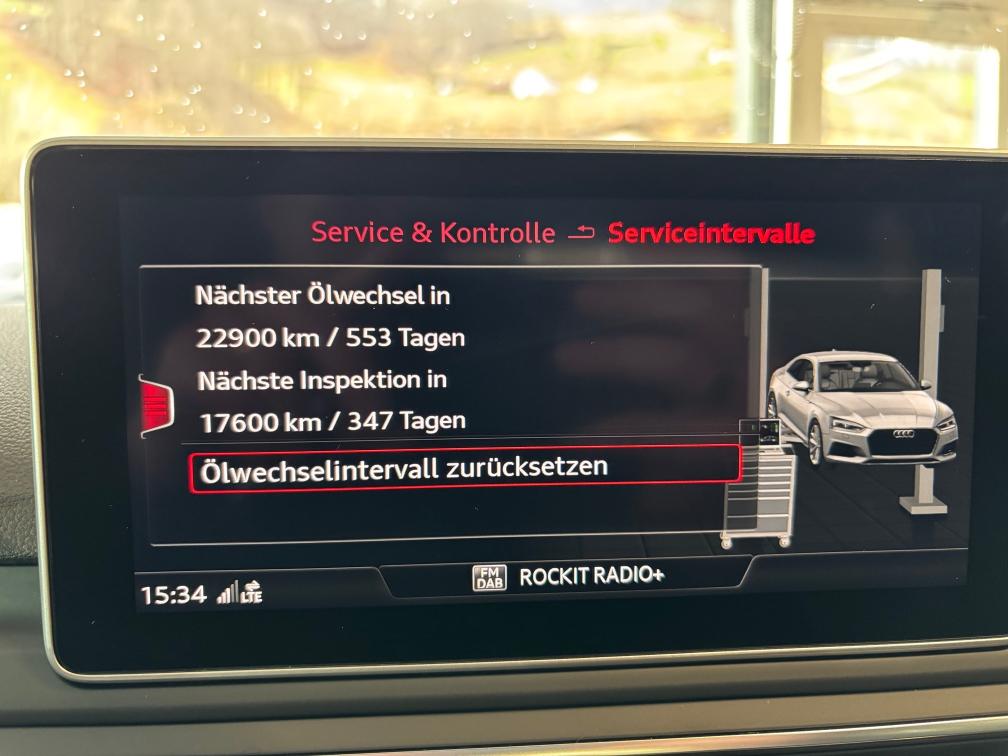 Service & Kontrolle Serviceintervalle
Nächster Ölwechsel in
22900 km / 553 Tagen
Nächste Inspektion in
17600 km / 347 Tagen
Ölwechselintervall zurücksetzen
15:34 LTE FM DAB ROCKIT RADIO+